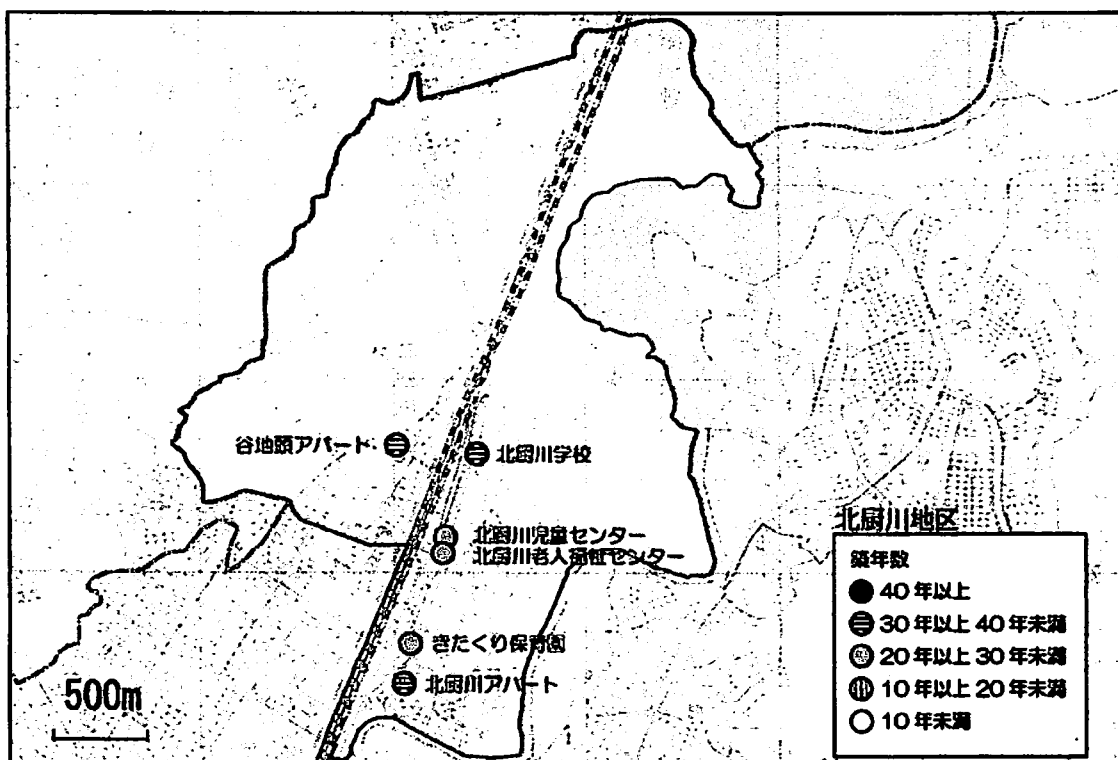 谷地頭アパート
北厨川学校
北厨川児童センター
北厨川老人福祉センター
きたくり保育園
北厨川アパート
500m
北厨川地区
築年数
40年以上
30年以上40年未満
20年以上30年未満
10年以上20年未満
10年未満